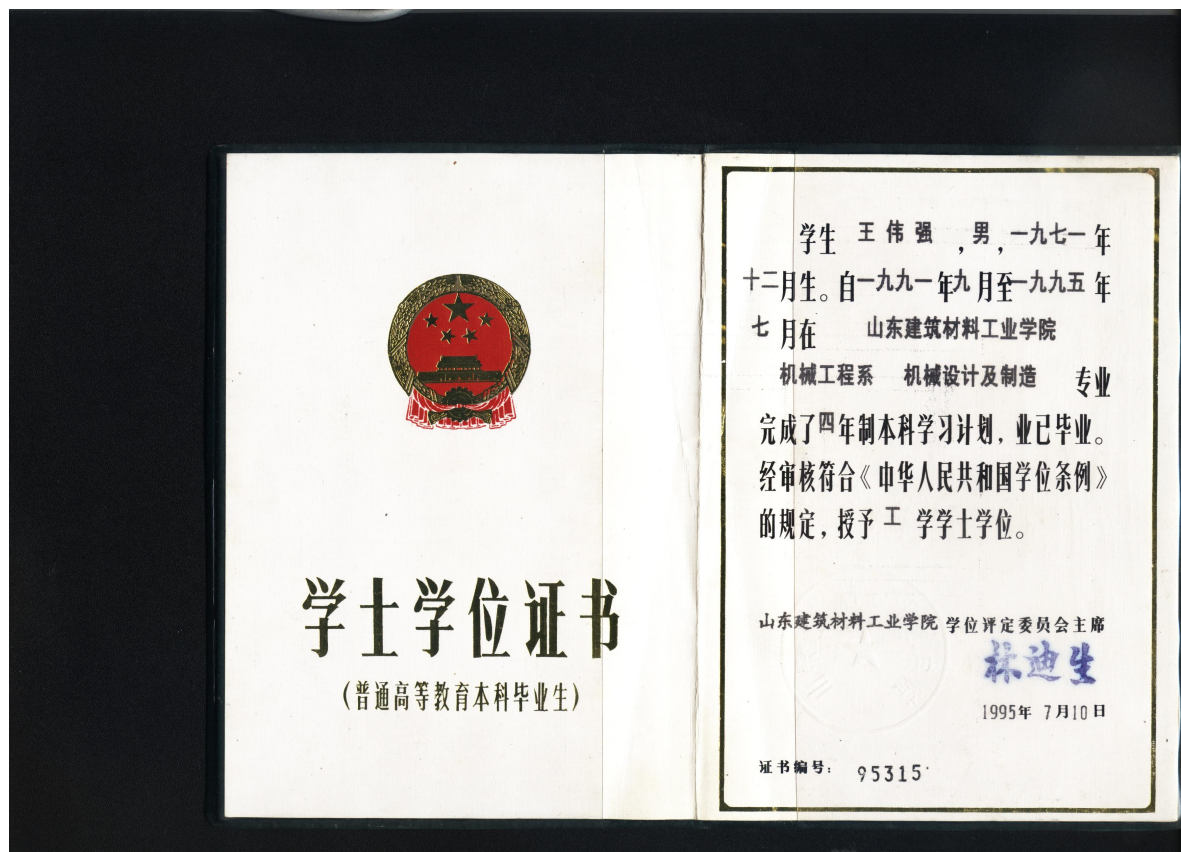 学士学位证书
(普通高等教育本科毕业生)
学生 王伟强 ,男,一九七一年
十二月生。自一九九一年九月至一九九五年
七月在 山东建筑材料工业学院
机械工程系 机械设计及制造 专业
完成了四年制本科学习计划,业已毕业。
经审核符合《中华人民共和国学位条例》
的规定,授予工 学学士学位。
山东建筑材料工业学院 学位评定委员会主席
林迪生
1995年 7月10日
证书编号: 95315